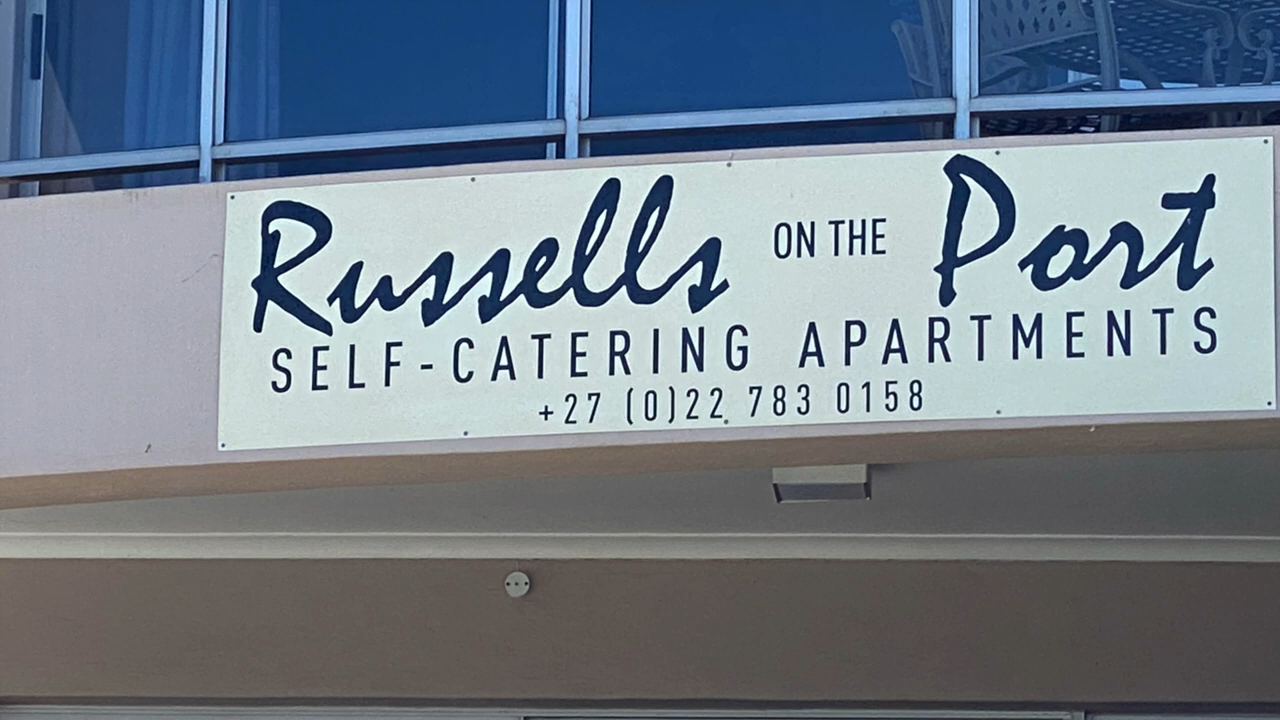 Russells ON THE Port
SELF-CATERING APARTMENTS
+27 (0)22 783 0158